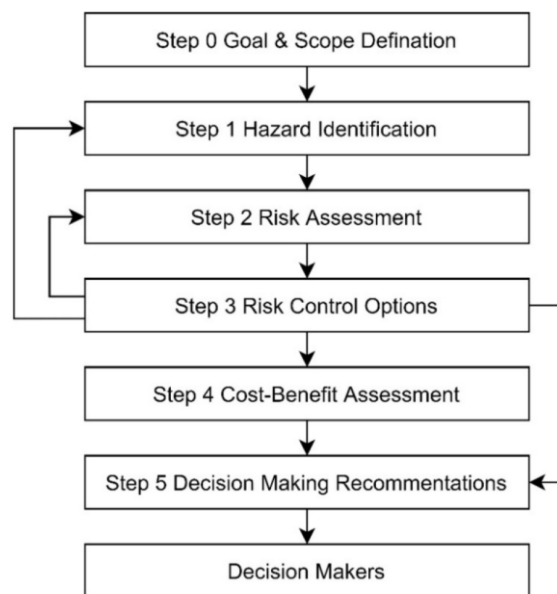 Step 0 Goal & Scope Defination
Step 1 Hazard Identification
Step 2 Risk Assessment
Step 3 Risk Control Options
Step 4 Cost-Benefit Assessment
Step 5 Decision Making Recommentations
Decision Makers